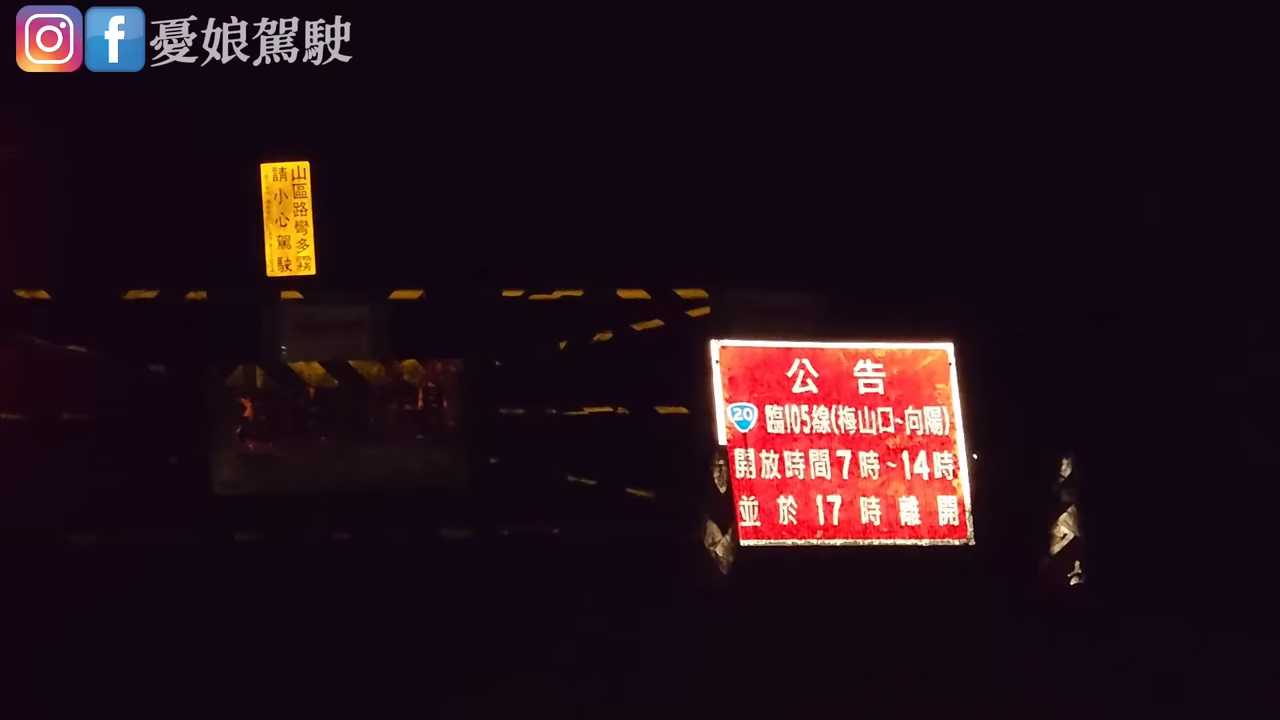 憂娘駕駛
山區路彎多霧
請小心駕駛
公告
20 臨105線(梅山口~向陽)
開放時間7時~14時
並於17時離開